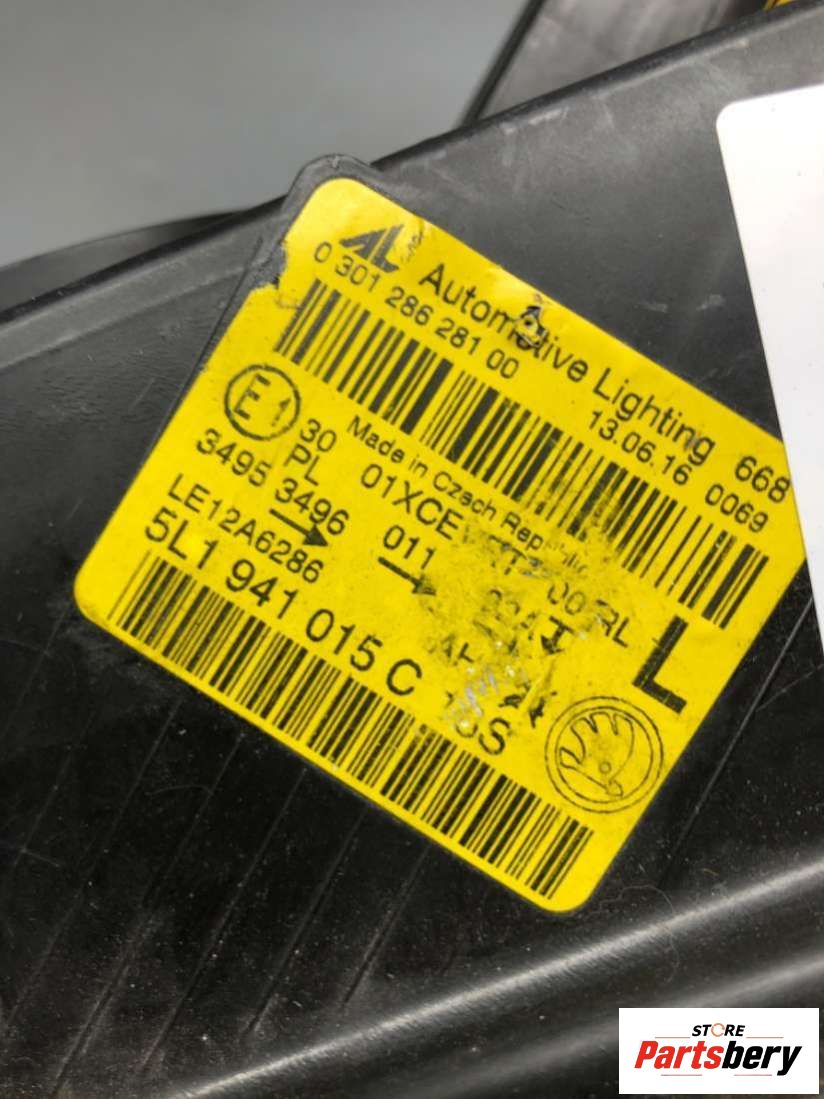 AL Automotive Lighting 668
0 301 286 281 00 13.06.16 0069
Made in Czech Republic
E1 30 01XCE RL L
PL 011
3495 3496
LE12A6286
5L1 941 015 C
STORE
Partsbery